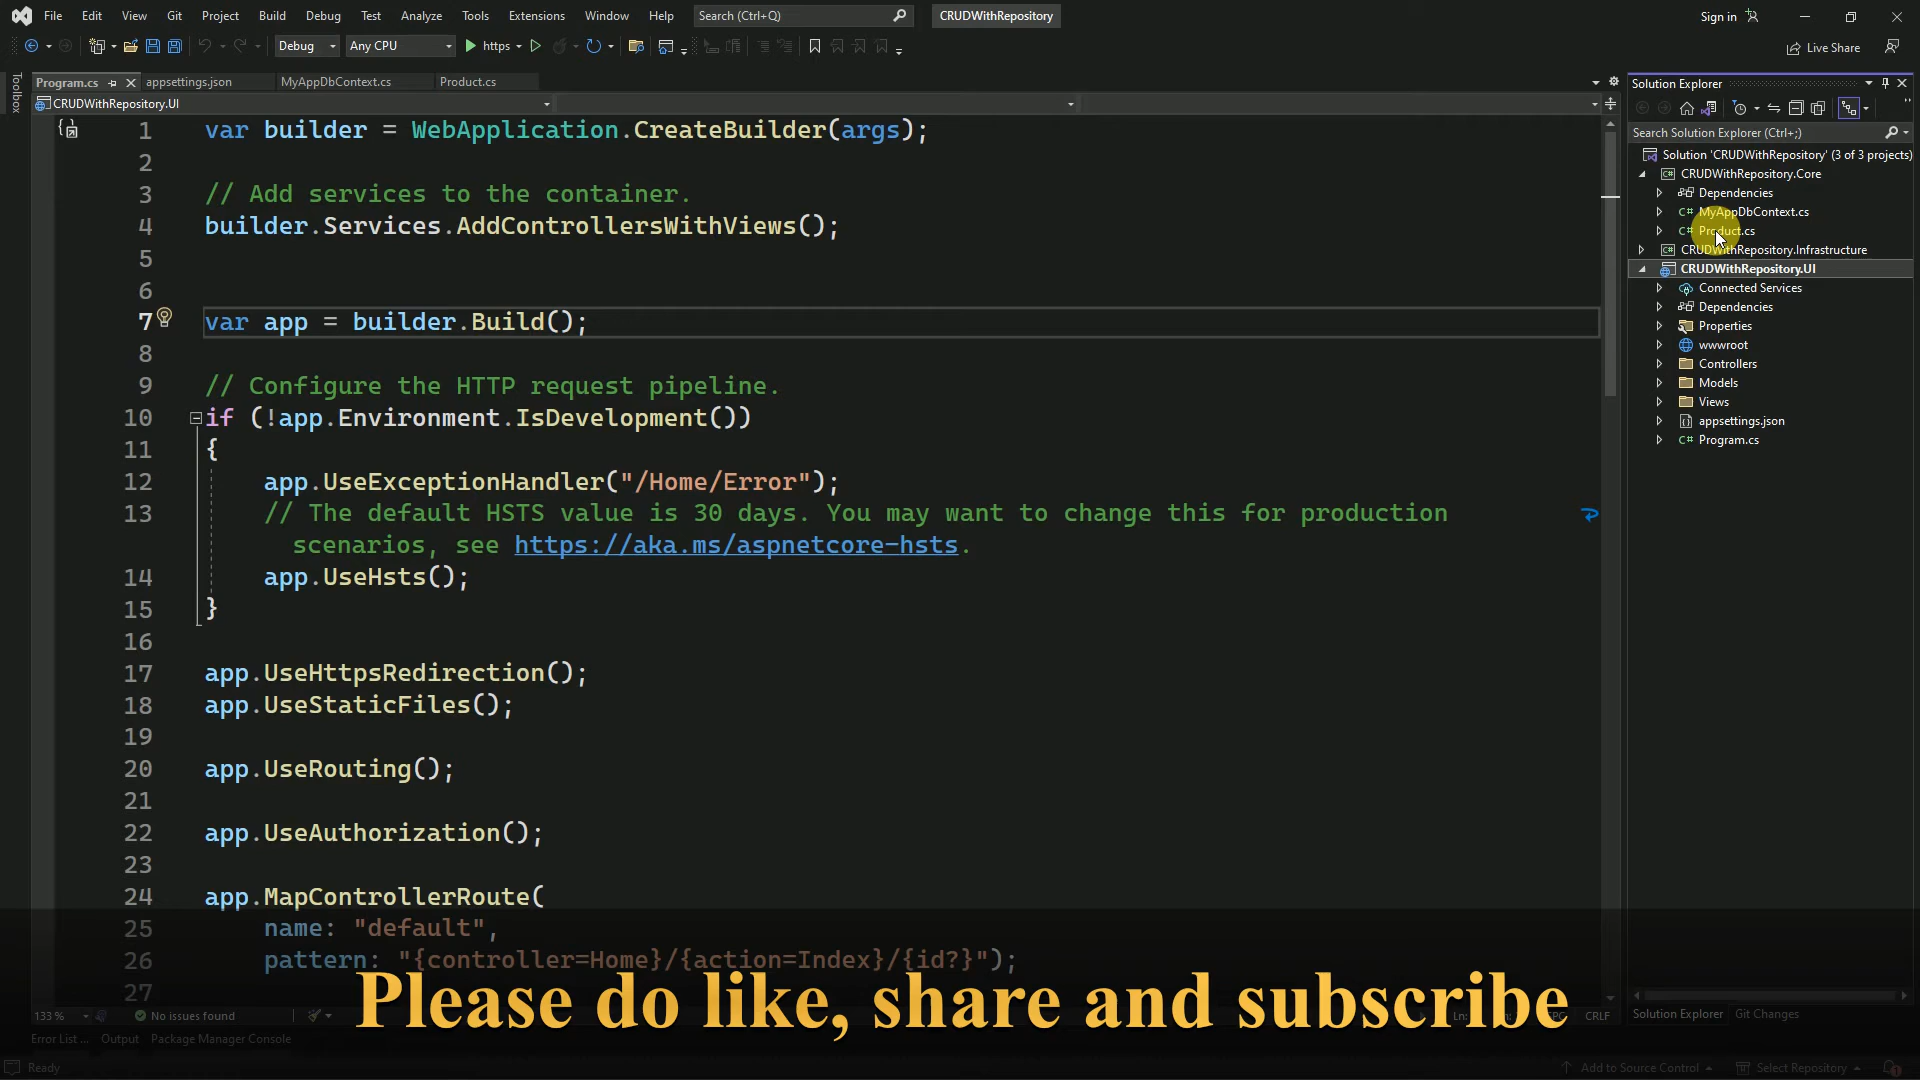 File Edit View Git Project Build Debug Test Analyze Tools Extensions Window Help Search (Ctrl+Q) CRUDWithRepository Sign in
Debug Any CPU https Live Share
Toolbox
Program.cs appsettings.json MyAppDbContext.cs Product.cs
CRUDWithRepository.UI
1 var builder = WebApplication.CreateBuilder(args);
2
3 // Add services to the container.
4 builder.Services.AddControllersWithViews();
5
6
7 var app = builder.Build();
8
9 // Configure the HTTP request pipeline.
10 if (!app.Environment.IsDevelopment())
11 {
12 app.UseExceptionHandler("/Home/Error");
13 // The default HSTS value is 30 days. You may want to change this for production
scenarios, see https://aka.ms/aspnetcore-hsts.
14 app.UseHsts();
15 }
16
17 app.UseHttpsRedirection();
18 app.UseStaticFiles();
19
20 app.UseRouting();
21
22 app.UseAuthorization();
23
24 app.MapControllerRoute(
25 name: "default",
26 pattern: "{controller=Home}/{action=Index}/{id?}");
27
Please do like, share and subscribe
133 % No issues found CRLF
Error List ... Output Package Manager Console
Ready Add to Source Control Select Repository
Solution Explorer
Search Solution Explorer (Ctrl+;)
Solution 'CRUDWithRepository' (3 of 3 projects)
CRUDWithRepository.Core
Dependencies
MyAppDbContext.cs
Product.cs
CRUDWithRepository.Infrastructure
CRUDWithRepository.UI
Connected Services
Dependencies
Properties
wwwroot
Controllers
Models
Views
appsettings.json
Program.cs
Solution Explorer Git Changes